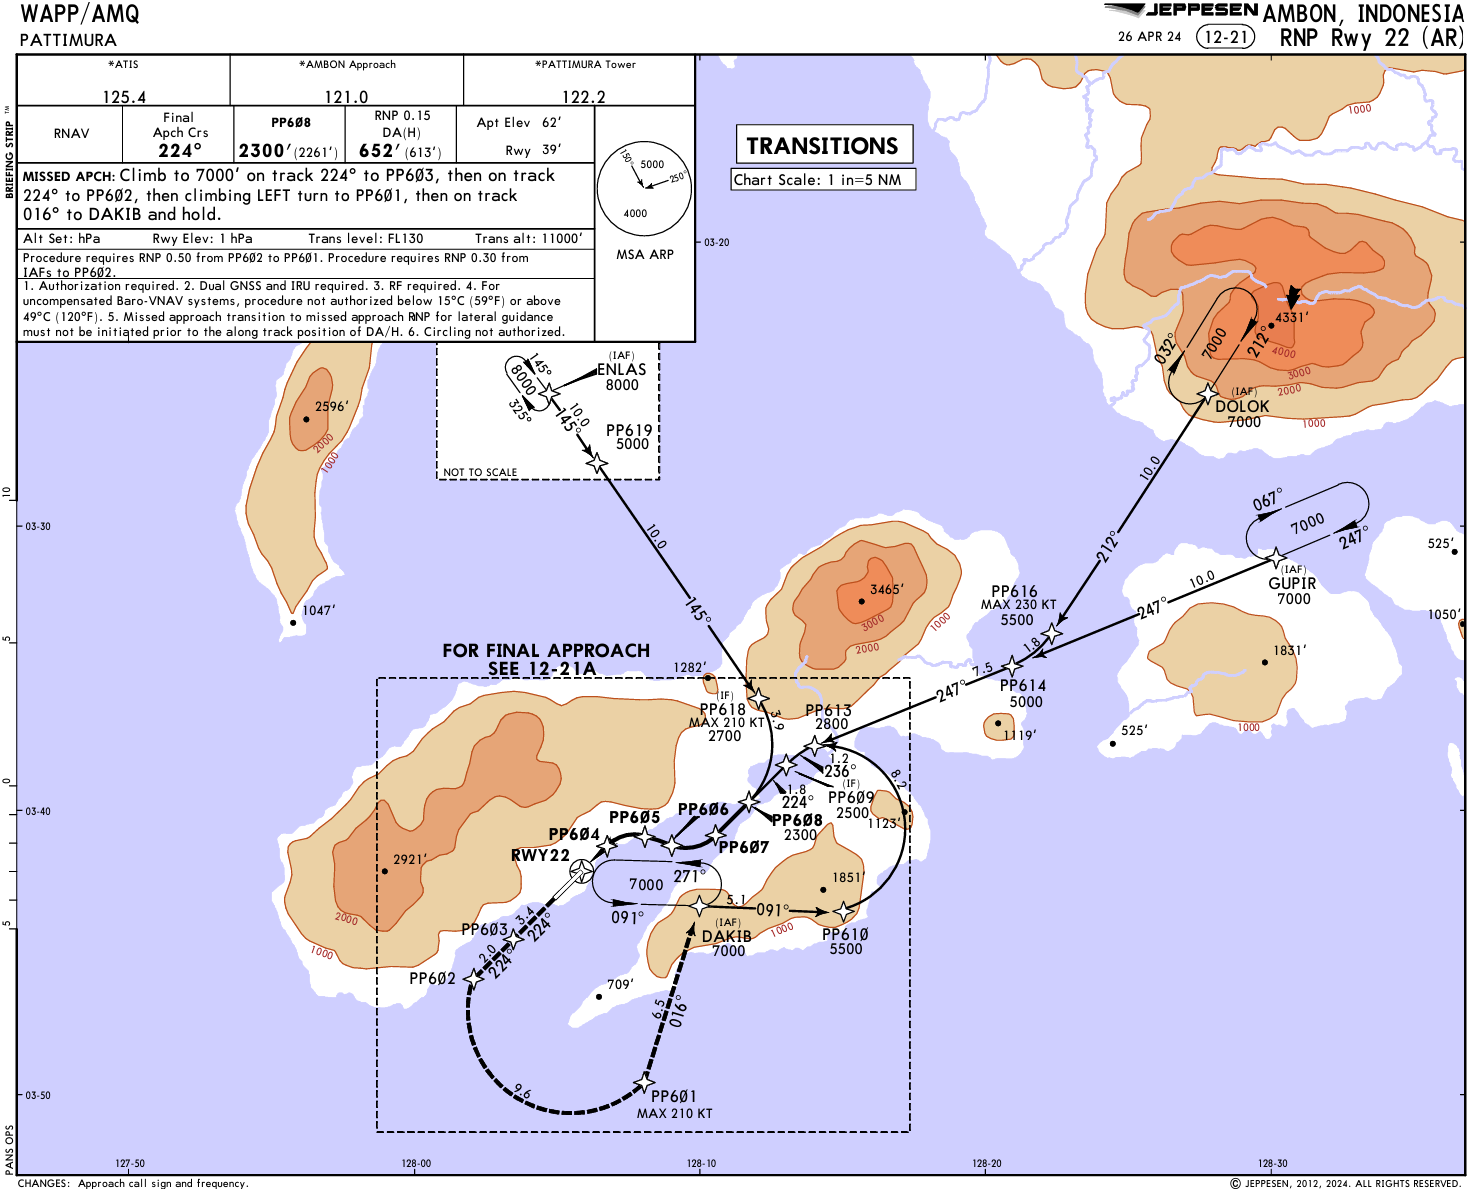 WAPP/AMQ
PATTIMURA
JEPPESEN
AMBON, INDONESIA
26 APR 24
12-21
RNP Rwy 22 (AR)
BRIEFING STRIP ™
*ATIS
125.4
*AMBON Approach
121.0
*PATTIMURA Tower
122.2
RNAV
Final
Apch Crs
224°
PP6Ø8
2300′ (2261′)
RNP 0.15
DA(H)
652′ (613′)
Apt Elev 62′
Rwy 39′
MISSED APCH: Climb to 7000′ on track 224° to PP6Ø3, then on track
224° to PP6Ø2, then climbing LEFT turn to PP6Ø1, then on track
016° to DAKIB and hold.
Alt Set: hPa
Rwy Elev: 1 hPa
Trans level: FL130
Trans alt: 11000′
Procedure requires RNP 0.50 from PP6Ø2 to PP6Ø1. Procedure requires RNP 0.30 from
IAFs to PP6Ø2.
1. Authorization required. 2. Dual GNSS and IRU required. 3. RF required. 4. For
uncompensated Baro-VNAV systems, procedure not authorized below 15°C (59°F) or above
49°C (120°F). 5. Missed approach transition to missed approach RNP for lateral guidance
must not be initiated prior to the along track position of DA/H. 6. Circling not authorized.
150°
5000
250°
4000
MSA ARP
TRANSITIONS
Chart Scale: 1 in=5 NM
03-20
1000
4331′
4000
3000
2000
1000
032°
7000
212°
(IAF)
DOLOK
7000
10.0
212°
145°
8000
325°
(IAF)
ENLAS
8000
10.0
145°
PP619
5000
NOT TO SCALE
2596′
2000
1000
10
03-30
10.0
145°
067°
7000
247°
(IAF)
GUPIR
7000
10.0
247°
525′
1050′
1047′
3465′
3000
2000
1000
PP616
MAX 230 KT
5500
1.8
PP614
5000
7.5
247°
1831′
1000
525′
1119′
5
FOR FINAL APPROACH
SEE 12-21A
1282′
(IF)
PP618
MAX 210 KT
2700
3.9
PP613
2800
1.2
236°
(IF)
PP6Ø9
2500
1.8
224°
PP6Ø8
2300
8.2
1123′
0
03-40
PP6Ø6
PP6Ø5
PP6Ø4
PP6Ø7
RWY22
2921′
2000
1000
7000
271°
091°
1851′
5.1
091°
(IAF)
DAKIB
7000
1000
PP61Ø
5500
5
3.4
224°
PP6Ø3
2.0
224°
PP6Ø2
709′
6.5
016°
9.6
PP6Ø1
MAX 210 KT
03-50
PANS OPS
127-50
128-00
128-10
128-20
128-30
CHANGES: Approach call sign and frequency.
© JEPPESEN, 2012, 2024. ALL RIGHTS RESERVED.